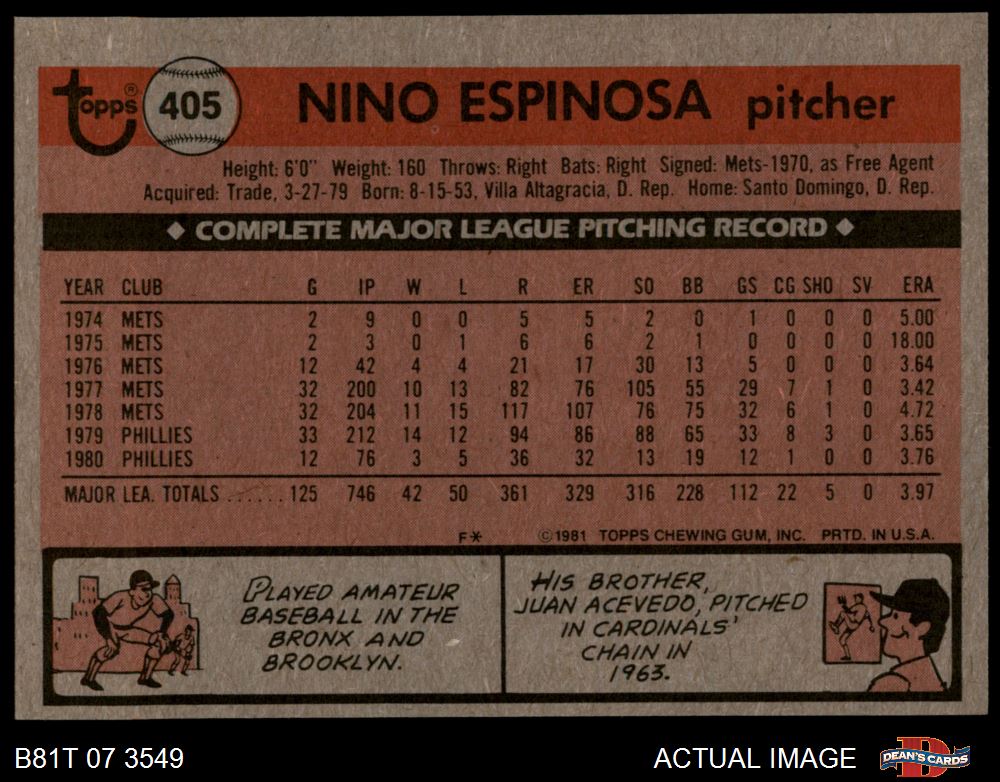 Topps® 405 NINO ESPINOSA pitcher
Height: 6'0" Weight: 160 Throws: Right Bats: Right Signed: Mets-1970, as Free Agent
Acquired: Trade, 3-27-79 Born: 8-15-53, Villa Altagracia, D. Rep. Home: Santo Domingo, D. Rep.
◆ COMPLETE MAJOR LEAGUE PITCHING RECORD ◆
YEAR CLUB G IP W L R ER SO BB GS CG SHO SV ERA
1974 METS 2 9 0 0 5 5 2 0 1 0 0 0 5.00
1975 METS 2 3 0 1 6 6 2 1 0 0 0 0 18.00
1976 METS 12 42 4 4 21 17 30 13 5 0 0 0 3.64
1977 METS 32 200 10 13 82 76 105 55 29 7 1 0 3.42
1978 METS 32 204 11 15 117 107 76 75 32 6 1 0 4.72
1979 PHILLIES 33 212 14 12 94 86 88 65 33 8 3 0 3.65
1980 PHILLIES 12 76 3 5 36 32 13 19 12 1 0 0 3.76
MAJOR LEA. TOTALS ...... 125 746 42 50 361 329 316 228 112 22 5 0 3.97
F* ©1981 TOPPS CHEWING GUM, INC. PRTD. IN U.S.A.
PLAYED AMATEUR
BASEBALL IN THE
BRONX AND
BROOKLYN.
HIS BROTHER,
JUAN ACEVEDO, PITCHED
IN CARDINALS'
CHAIN IN
1963.
B81T 07 3549 ACTUAL IMAGE DEAN'S CARDS